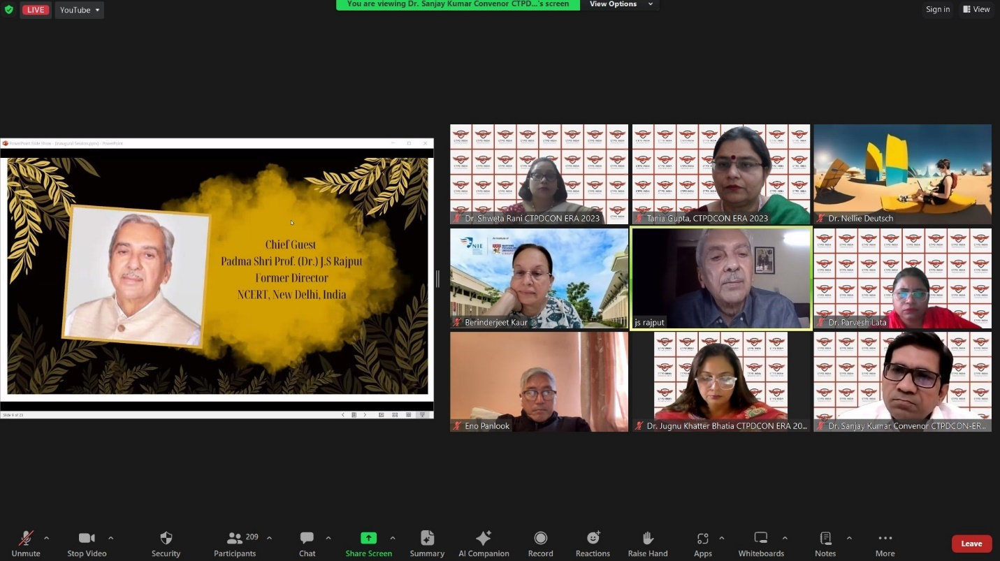 LIVE
YouTube
You are viewing Dr. Sanjay Kumar Convenor CTPD...'s screen
View Options
Sign in
View
PowerPoint Slide Show - [Inaugural Session.pptx] - PowerPoint
Chief Guest
Padma Shri Prof. (Dr.) J.S Rajput
Former Director
NCERT, New Delhi, India
Slide 9 of 23
Dr. Shweta Rani CTPDCON ERA 2023
Tania Gupta, CTPDCON ERA 2023
Dr. Nellie Deutsch
NIE
An Institute of
Berinderjeet Kaur
js rajput
Dr. Parvesh Lata
Eno Panlook
Dr. Jugnu Khatter Bhatia CTPDCON ERA 20...
Dr. Sanjay Kumar Convenor CTPDCON-ER...
Unmute
Stop Video
Security
Participants
209
Chat
Share Screen
Summary
AI Companion
Record
Reactions
Raise Hand
Apps
Whiteboards
Notes
More
Leave